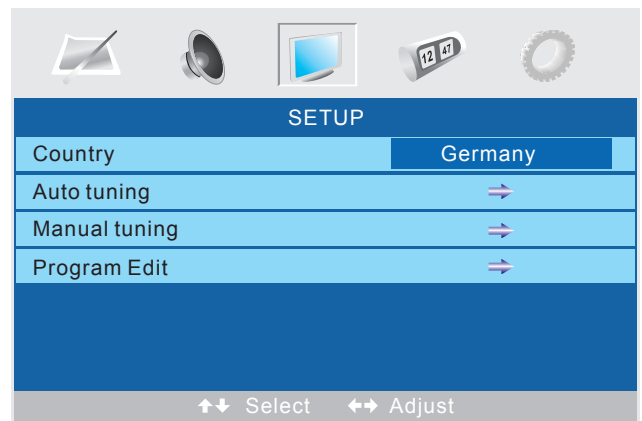 12 47
SETUP
Country Germany
Auto tuning
Manual tuning
Program Edit
Select Adjust